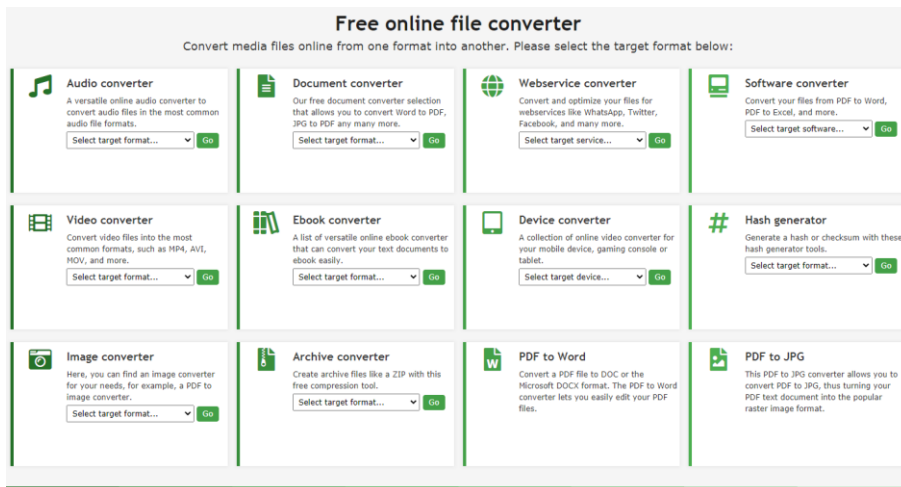 Free online file converter
Convert media files online from one format into another. Please select the target format below:
Audio converter
A versatile online audio converter to
convert audio files in the most common
audio file formats.
Select target format...
Go
Document converter
Our free document converter selection
that allows you to convert Word to PDF,
JPG to PDF any many more.
Select target format...
Go
Webservice converter
Convert and optimize your files for
webservices like WhatsApp, Twitter,
Facebook, and many more.
Select target service...
Go
Software converter
Convert your files from PDF to Word,
PDF to Excel, and more.
Select target software...
Go
Video converter
Convert video files into the most
common formats, such as MP4, AVI,
MOV, and more.
Select target format...
Go
Ebook converter
A list of versatile online ebook converter
that can convert your text documents to
ebook easily.
Select target format...
Go
Device converter
A collection of online video converter for
your mobile device, gaming console or
tablet.
Select target device...
Go
Hash generator
Generate a hash or checksum with these
hash generator tools.
Select target format...
Go
Image converter
Here, you can find an image converter
for your needs, for example, a PDF to
image converter.
Select target format...
Go
Archive converter
Create archive files like a ZIP with this
free compression tool.
Select target format...
Go
W
PDF to Word
Convert a PDF file to DOC or the
Microsoft DOCX format. The PDF to Word
converter lets you easily edit your PDF
files.
PDF to JPG
This PDF to JPG converter allows you to
convert PDF to JPG, thus turning your
PDF text document into the popular
raster image format.